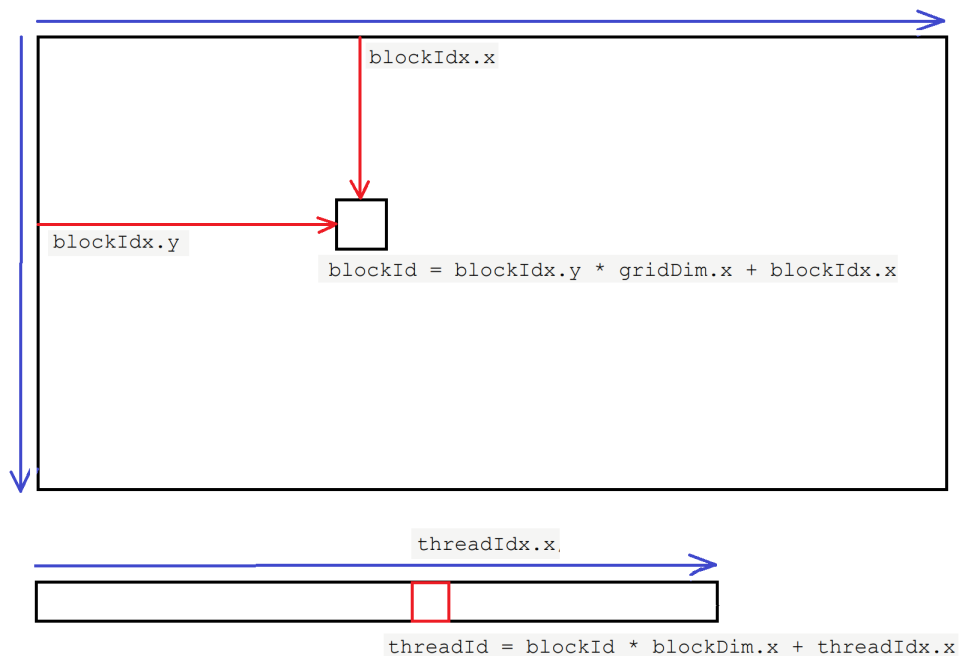 blockIdx.x
blockIdx.y
blockId = blockIdx.y * gridDim.x + blockIdx.x
threadIdx.x,
threadId = blockId * blockDim.x + threadIdx.x